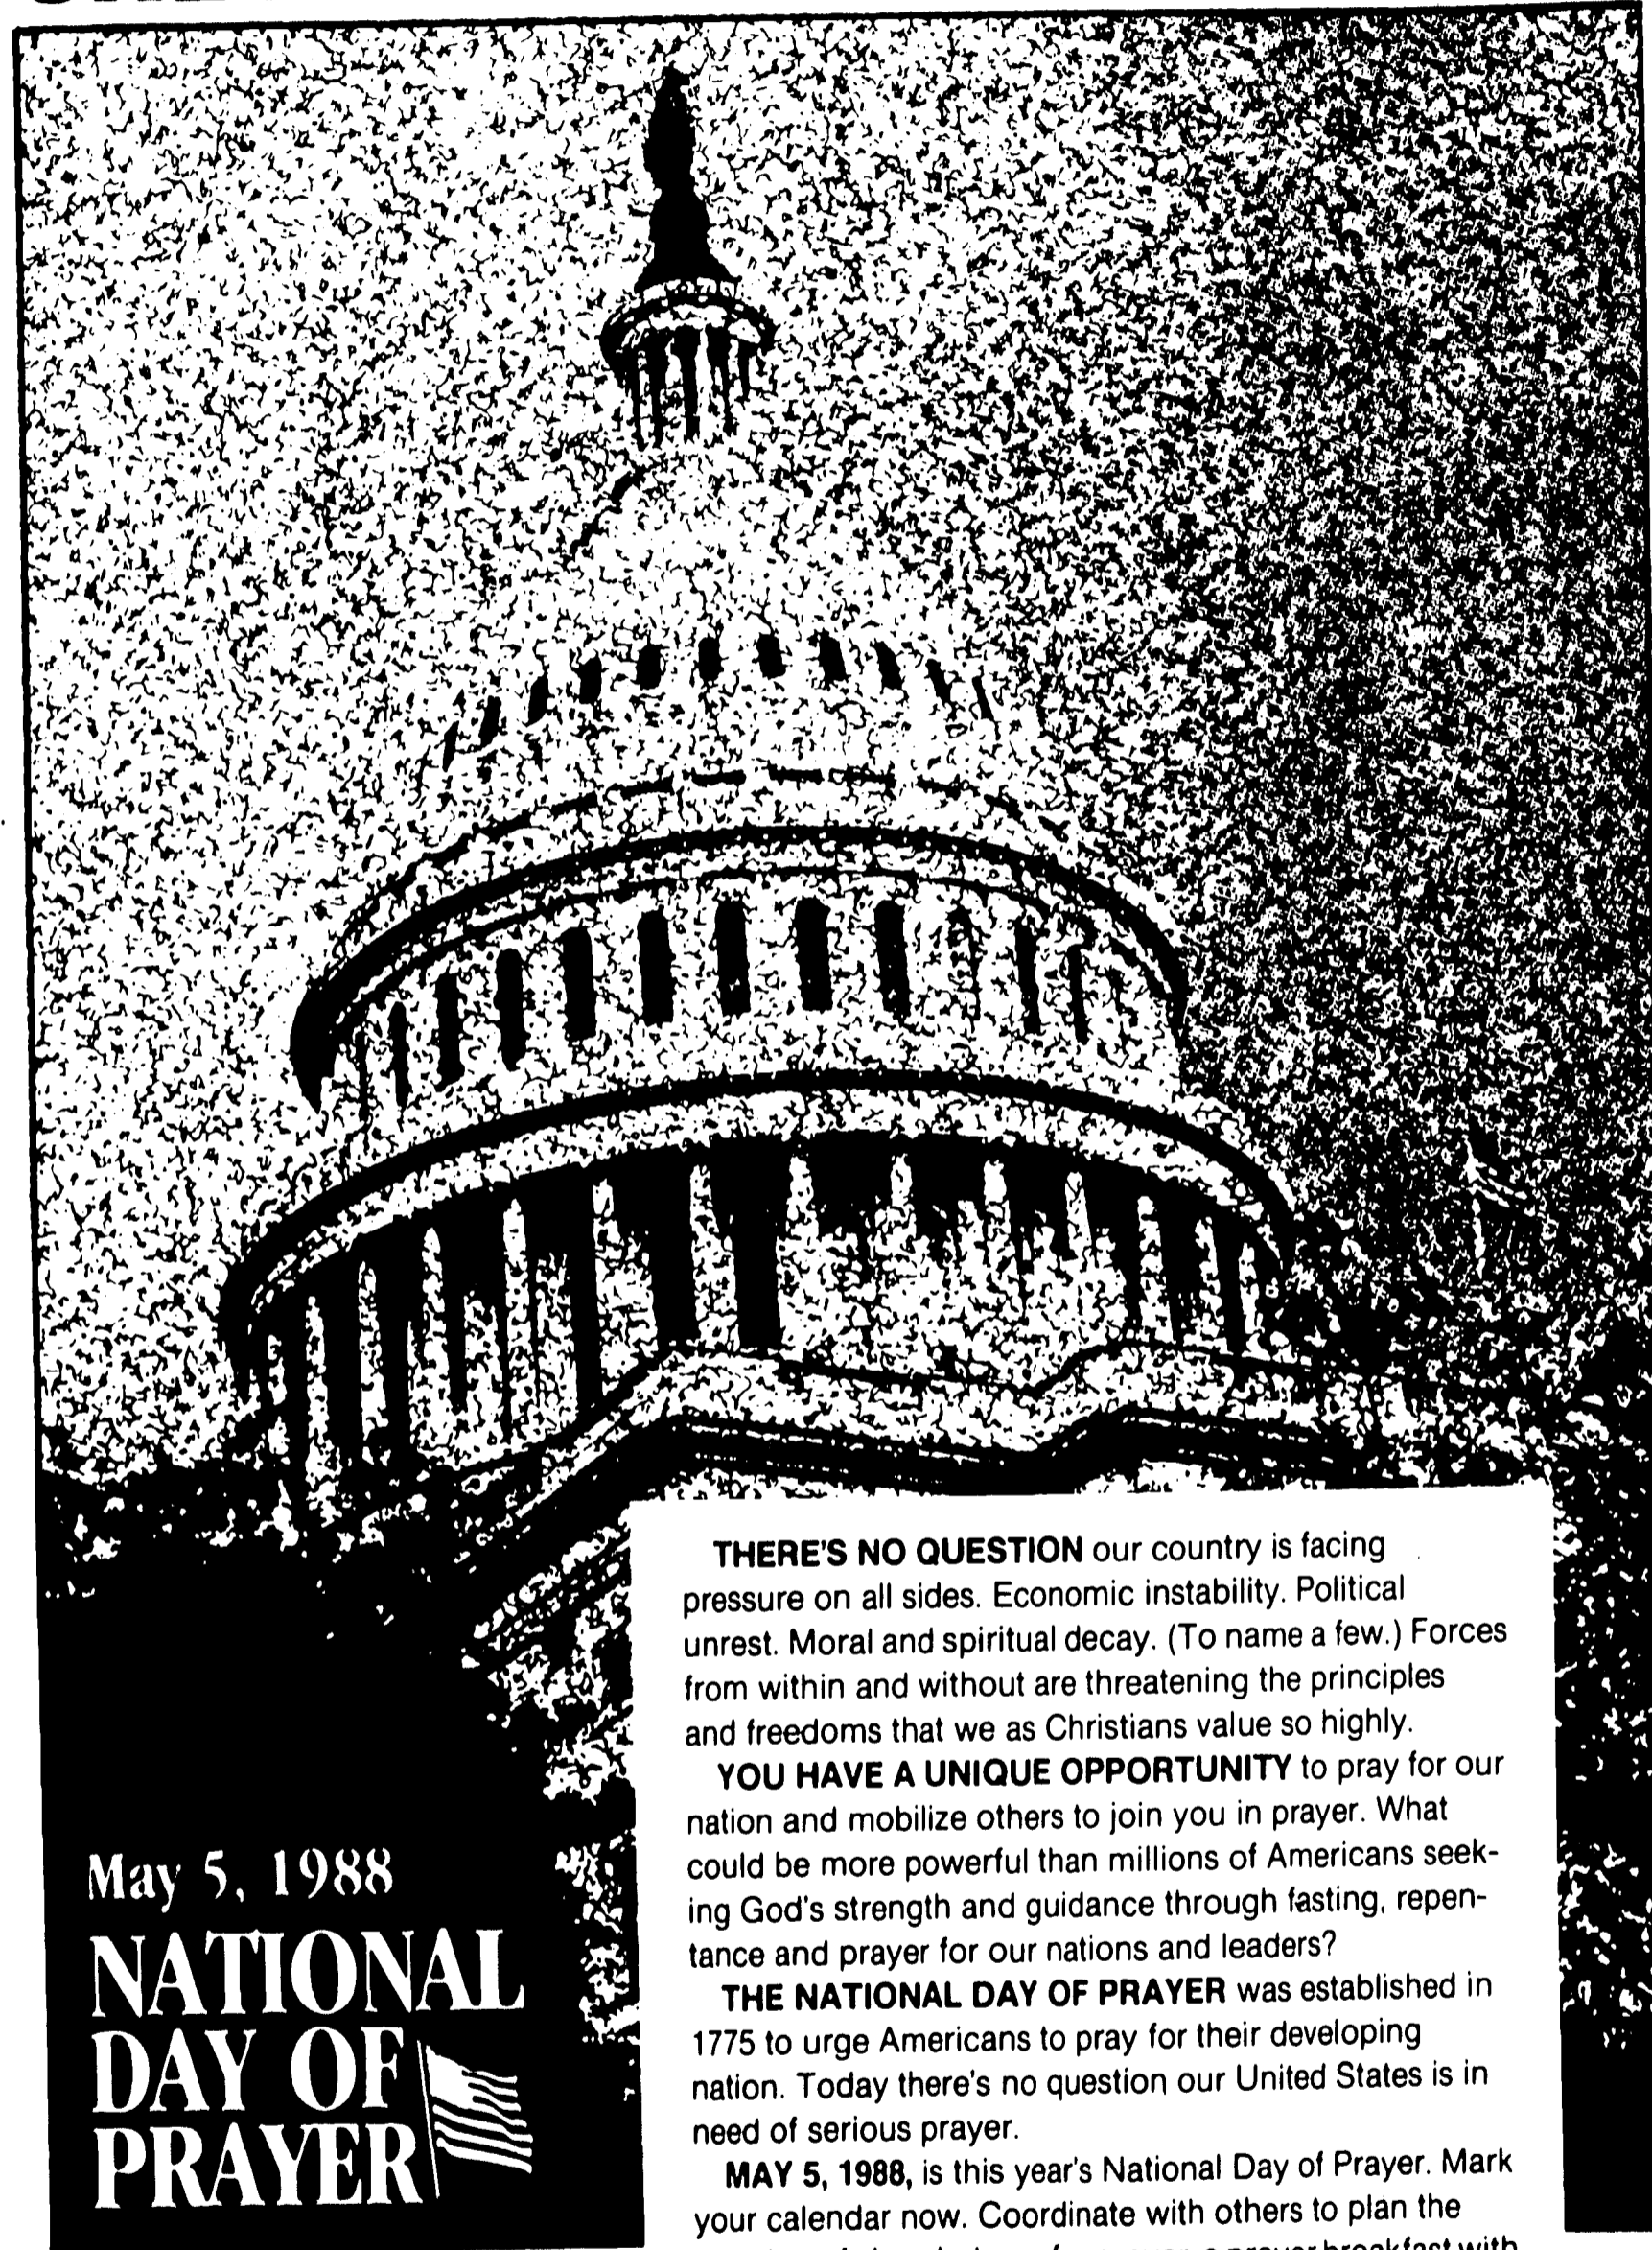 May 5, 1988
NATIONAL
DAY OF
PRAYER
THERE'S NO QUESTION our country is facing
pressure on all sides. Economic instability. Political
unrest. Moral and spiritual decay. (To name a few.) Forces
from within and without are threatening the principles
and freedoms that we as Christians value so highly.
YOU HAVE A UNIQUE OPPORTUNITY to pray for our
nation and mobilize others to join you in prayer. What
could be more powerful than millions of Americans seek-
ing God's strength and guidance through fasting, repen-
tance and prayer for our nations and leaders?
THE NATIONAL DAY OF PRAYER was established in
1775 to urge Americans to pray for their developing
nation. Today there's no question our United States is in
need of serious prayer.
MAY 5, 1988, is this year's National Day of Prayer. Mark
your calendar now. Coordinate with others to plan the
prayer breakfast with